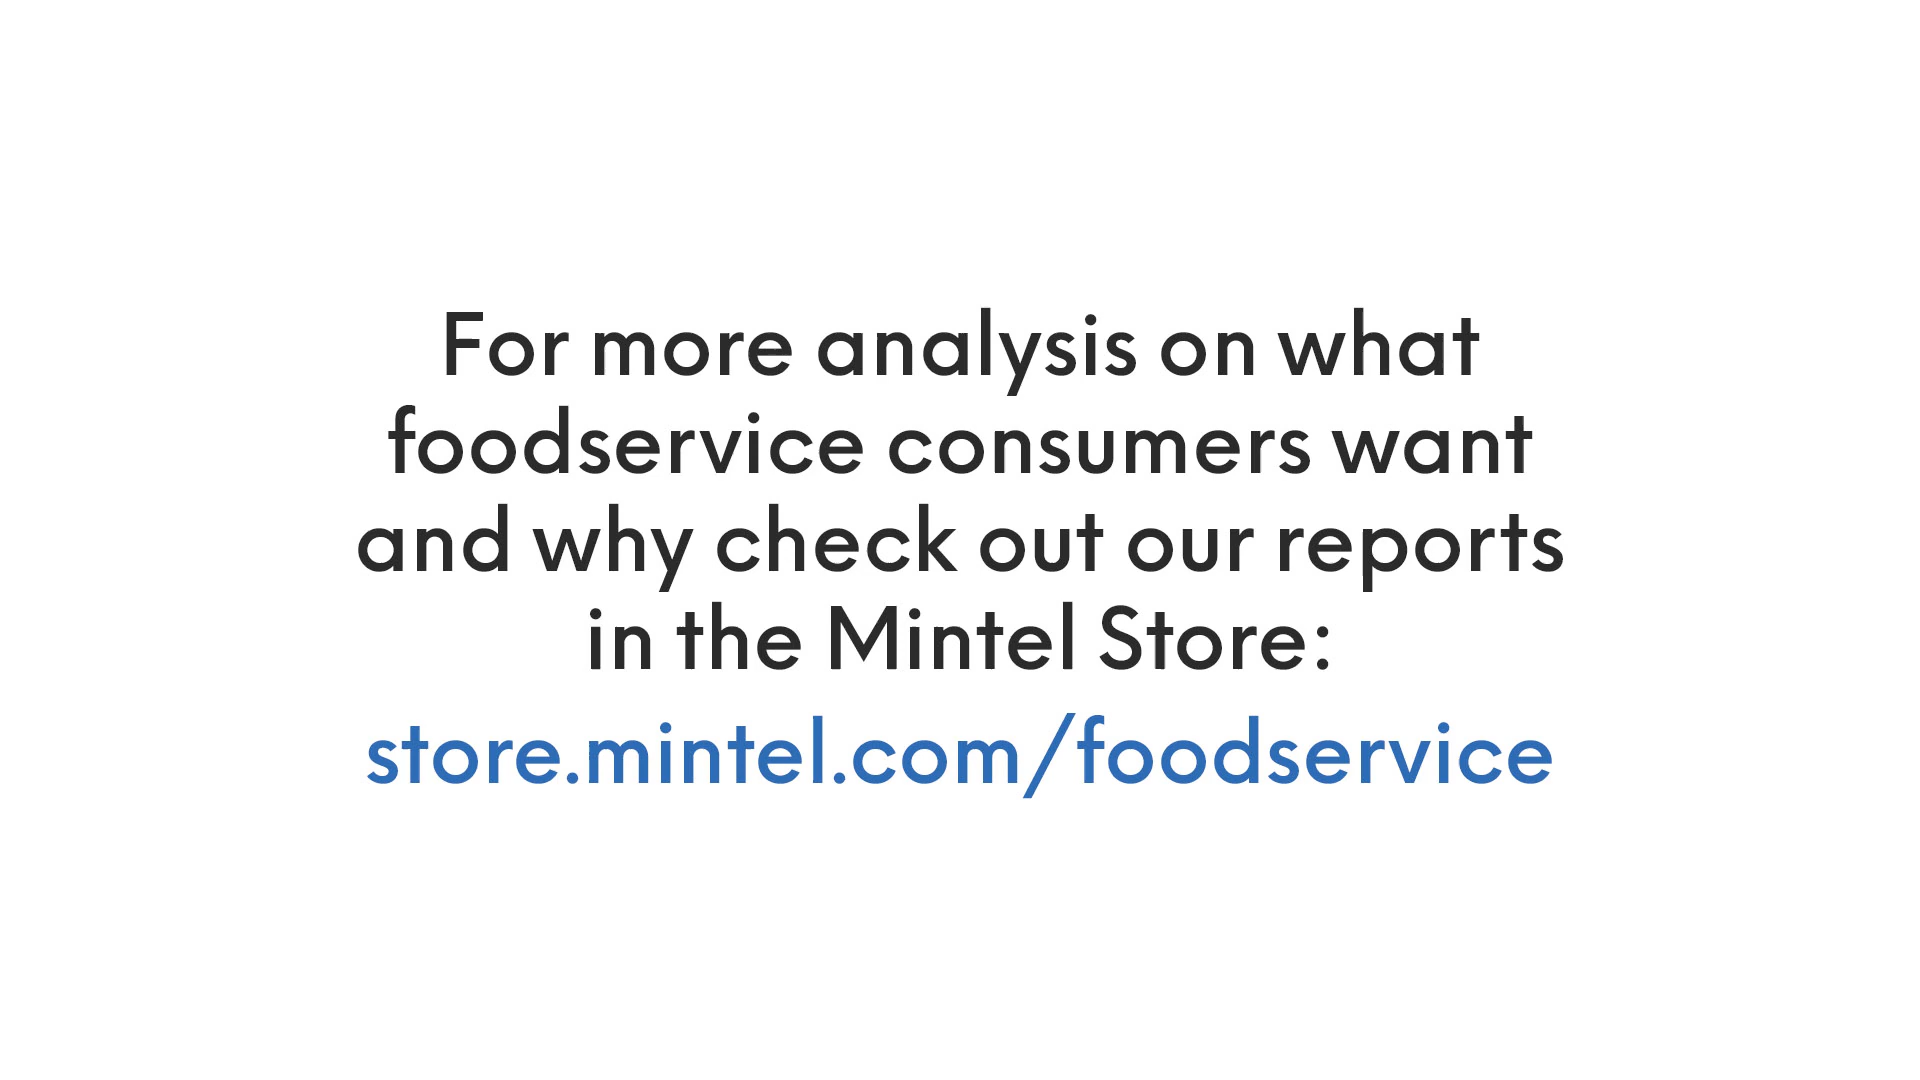 For more analysis on what
foodservice consumers want
and why check out our reports
in the Mintel Store:
store.mintel.com/foodservice